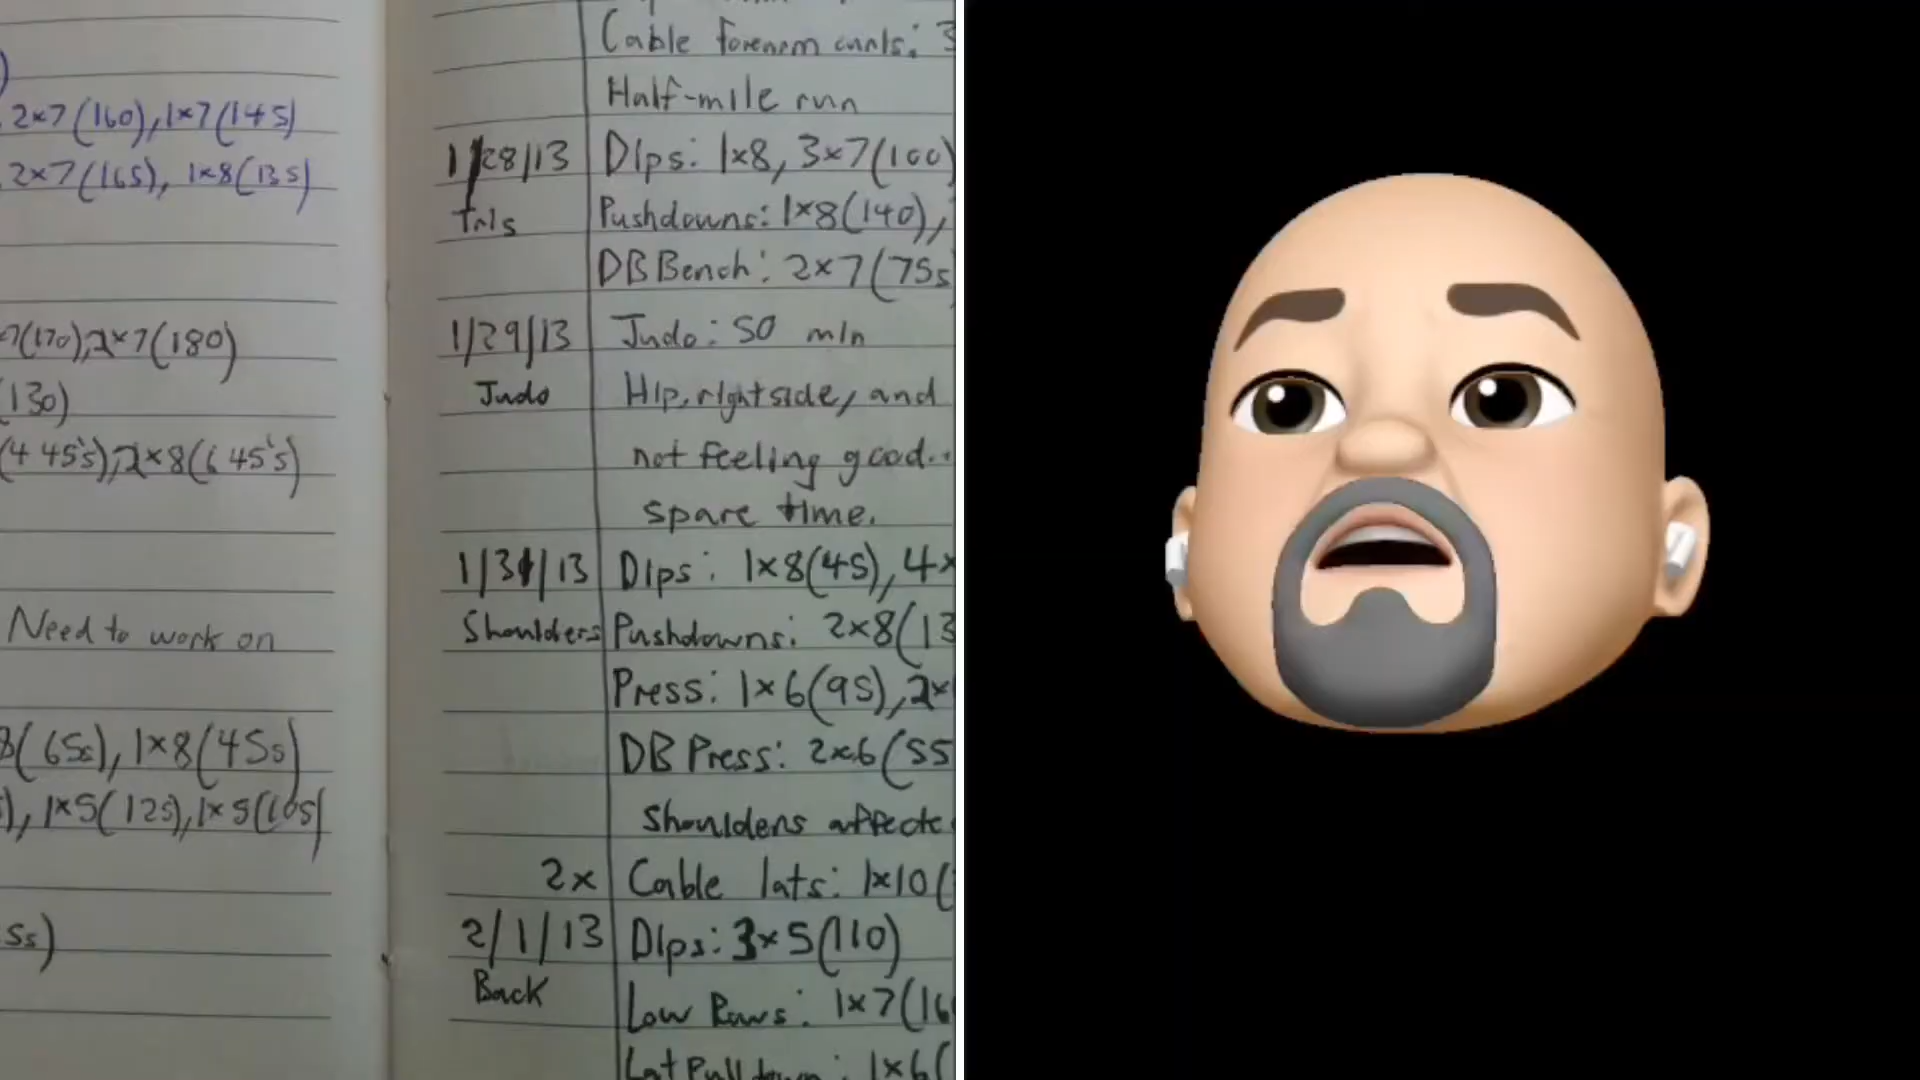 2×7(160), 1×7(145)
2×7(165), 1×8(135)
7(170), 2×7(180)
(130)
(4 45's), 2×8(6 45's)
Need to work on
8(65s), 1×8(45s)
), 1×5(125), 1×5(105)
5s)
Cable forearm curls: 3
Half-mile run
1/28/13 Dips: 1×8, 3×7(100)
Tris Pushdowns: 1×8(140),
DB Bench: 2×7(75s
1/29/13 Judo: 50 min
Judo Hip, right side, and
not feeling good..
spare time.
1/31/13 Dips: 1×8(45), 4×
Shoulders Pushdowns: 2×8(13
Press: 1×6(95), 2×
DB Press: 2×6(55
shoulders affecte
2x Cable lats: 1×10(
2/1/13 Dips: 3×5(110)
Back Low Rows: 1×7(16
Lat Pulldown: 1×6(